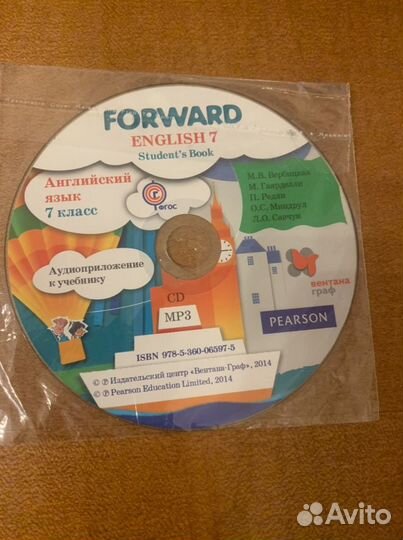 FORWARD
ENGLISH 7
Student's Book
Английский
язык
7 класс
ФГОС
М.В. Вербицкая
М. Гаярделли
П. Редли
О.С. Миндрул
Л.О. Савчук
Аудиоприложение
к учебнику
CD
MP3
вентана
граф
PEARSON
ISBN 978-5-360-06597-5
© ℗ Издательский центр «Вентана-Граф», 2014
© ℗ Pearson Education Limited, 2014
Avito